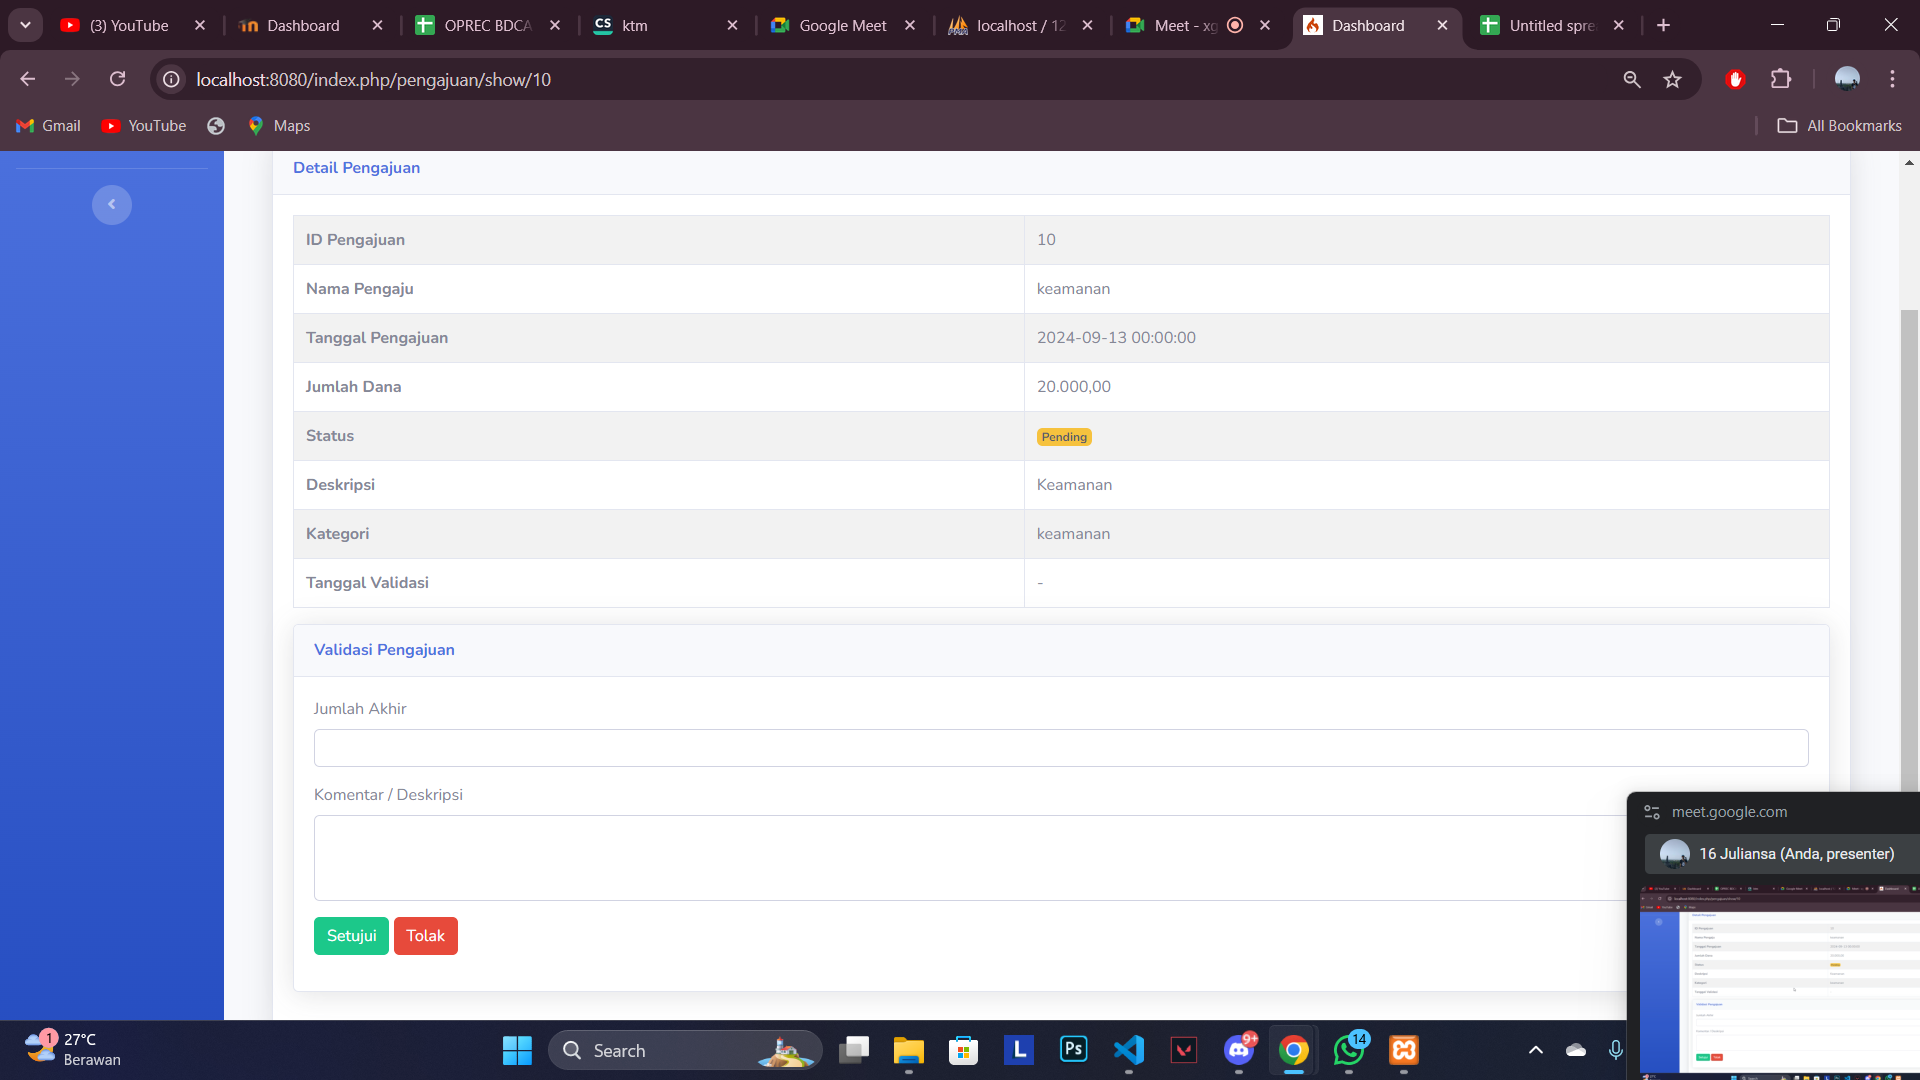 (3) YouTube
Dashboard
OPREC BDCA
ktm
Google Meet
localhost / 12
Meet - xg
Dashboard
Untitled spre
localhost:8080/index.php/pengajuan/show/10
Gmail
YouTube
Maps
All Bookmarks
Detail Pengajuan
ID Pengajuan 10
Nama Pengaju keamanan
Tanggal Pengajuan 2024-09-13 00:00:00
Jumlah Dana 20.000,00
Status Pending
Deskripsi Keamanan
Kategori keamanan
Tanggal Validasi -
Validasi Pengajuan
Jumlah Akhir
Komentar / Deskripsi
Setujui Tolak
meet.google.com
16 Juliansa (Anda, presenter)
1
27°C
Berawan
Search
L
Ps
9+
14